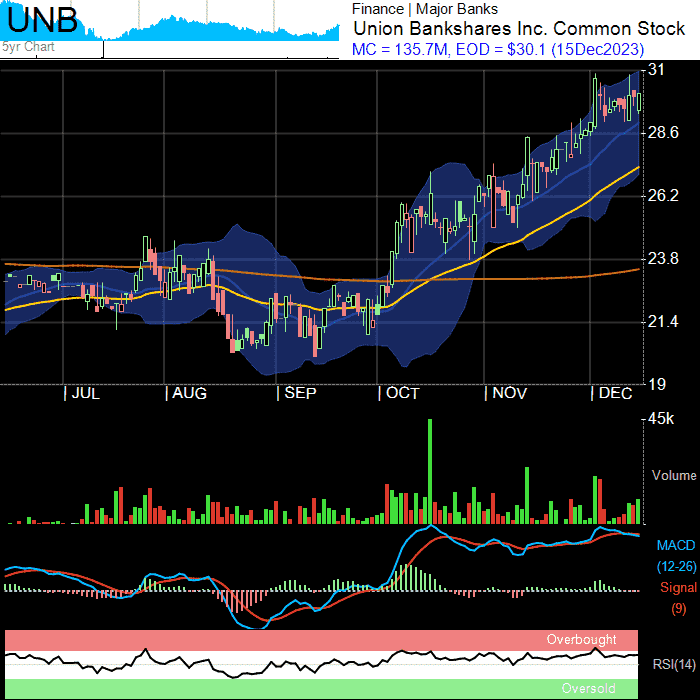 UNB
5yr Chart
Finance | Major Banks
Union Bankshares Inc. Common Stock
MC = 135.7M, EOD = $30.1 (15Dec2023)
31
28.6
26.2
23.8
21.4
19
| JUL | AUG | SEP | OCT | NOV | DEC
45k
Volume
MACD
(12-26)
Signal
(9)
Overbought
RSI(14)
Oversold